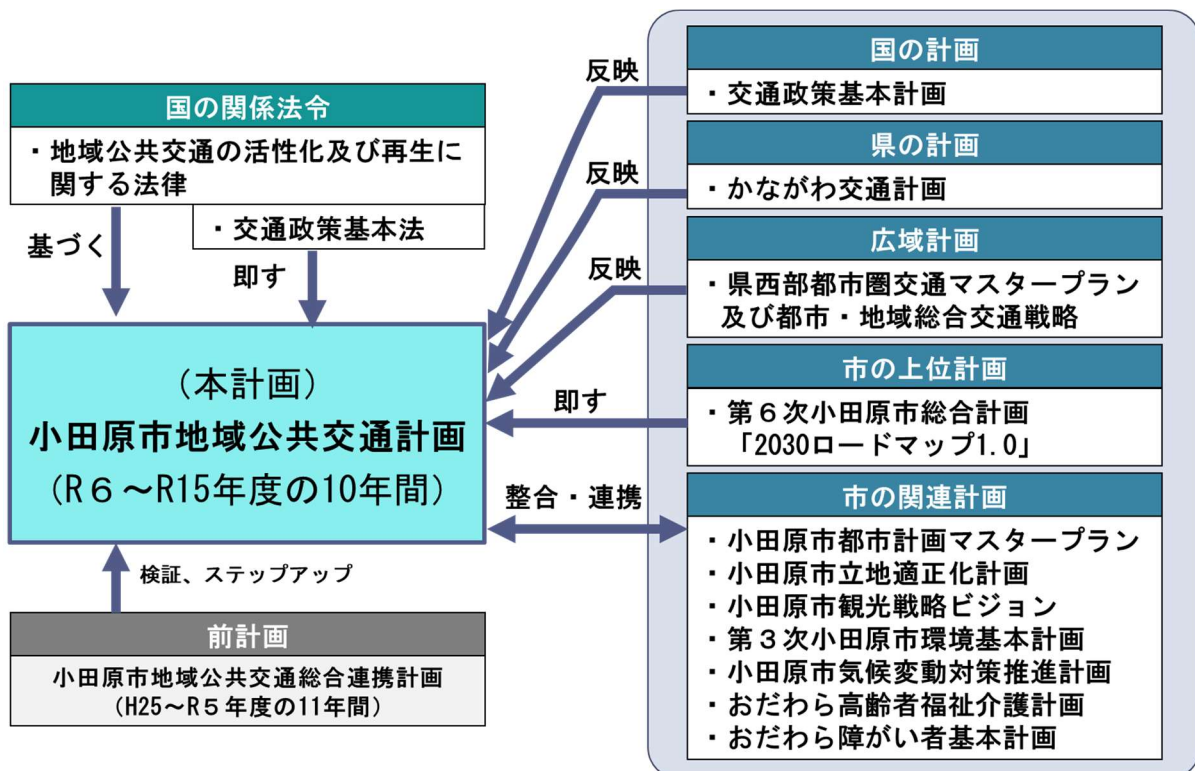 国の関係法令
・地域公共交通の活性化及び再生に
関する法律
・交通政策基本法
基づく
即す
（本計画）
小田原市地域公共交通計画
（R６～R15年度の10年間）
検証、ステップアップ
前計画
小田原市地域公共交通総合連携計画
（H25～R５年度の11年間）
反映
反映
反映
即す
整合・連携
国の計画
・交通政策基本計画
県の計画
・かながわ交通計画
広域計画
・県西部都市圏交通マスタープラン
及び都市・地域総合交通戦略
市の上位計画
・第６次小田原市総合計画
「2030ロードマップ1.0」
市の関連計画
・小田原市都市計画マスタープラン
・小田原市立地適正化計画
・小田原市観光戦略ビジョン
・第３次小田原市環境基本計画
・小田原市気候変動対策推進計画
・おだわら高齢者福祉介護計画
・おだわら障がい者基本計画